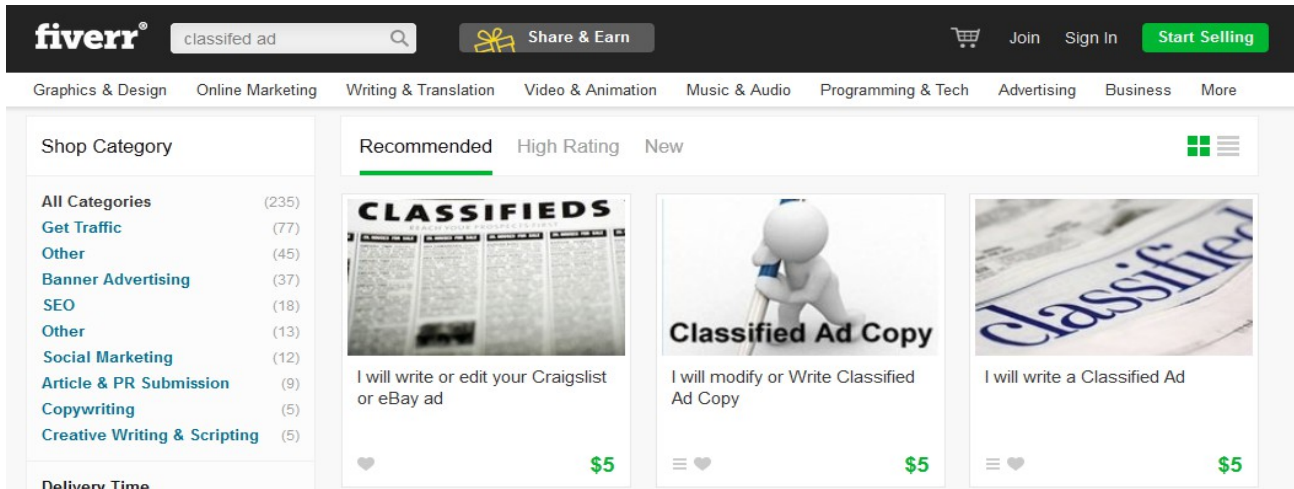 fiverr®
classifed ad
Share & Earn
Join Sign In Start Selling
Graphics & Design Online Marketing Writing & Translation Video & Animation Music & Audio Programming & Tech Advertising Business More
Shop Category
All Categories (235)
Get Traffic (77)
Other (45)
Banner Advertising (37)
SEO (18)
Other (13)
Social Marketing (12)
Article & PR Submission (9)
Copywriting (5)
Creative Writing & Scripting (5)
Delivery Time
Recommended High Rating New
CLASSIFIEDS
REACH YOUR PROSPECTS FIRST
I will write or edit your Craigslist
or eBay ad
$5
Classified Ad Copy
I will modify or Write Classified
Ad Copy
$5
classified
I will write a Classified Ad
$5